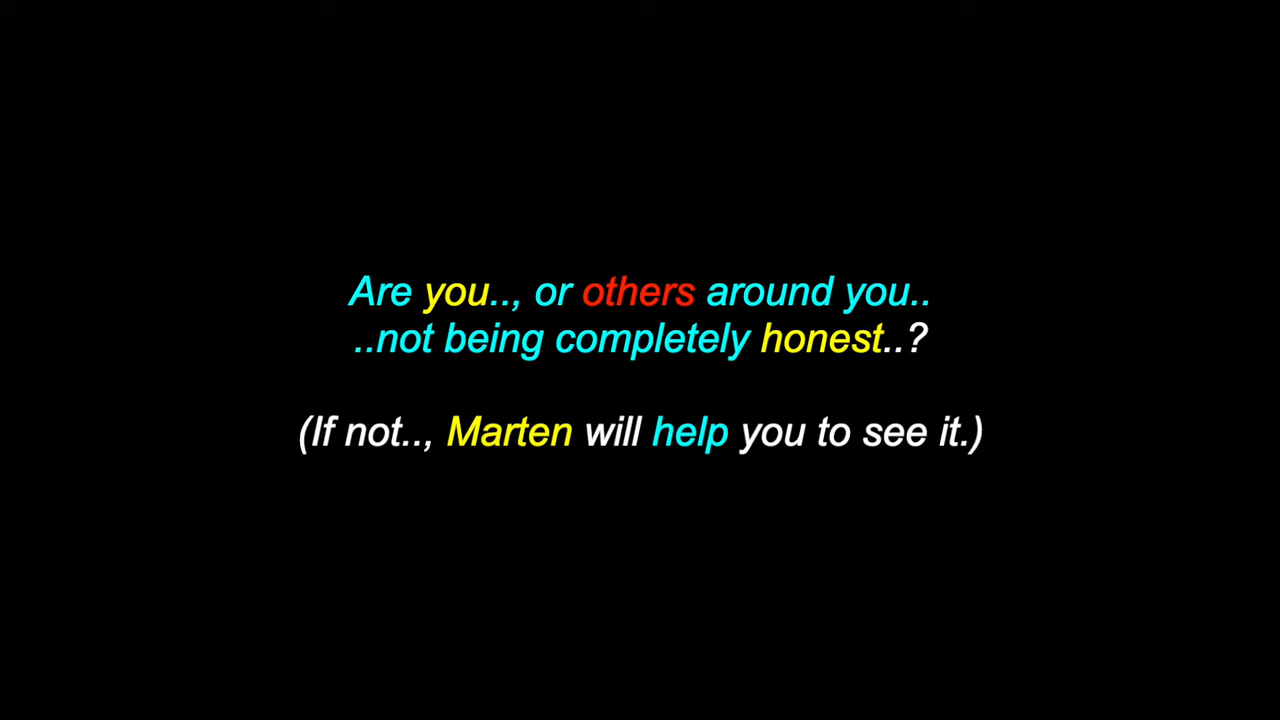 Are you.., or others around you..
..not being completely honest..?
(If not.., Marten will help you to see it.)